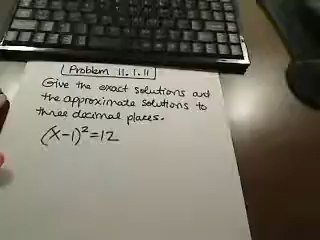 Problem 11.1.11
Give the exact solutions and
the approximate solutions to
three decimal places.
(x-1)²=12